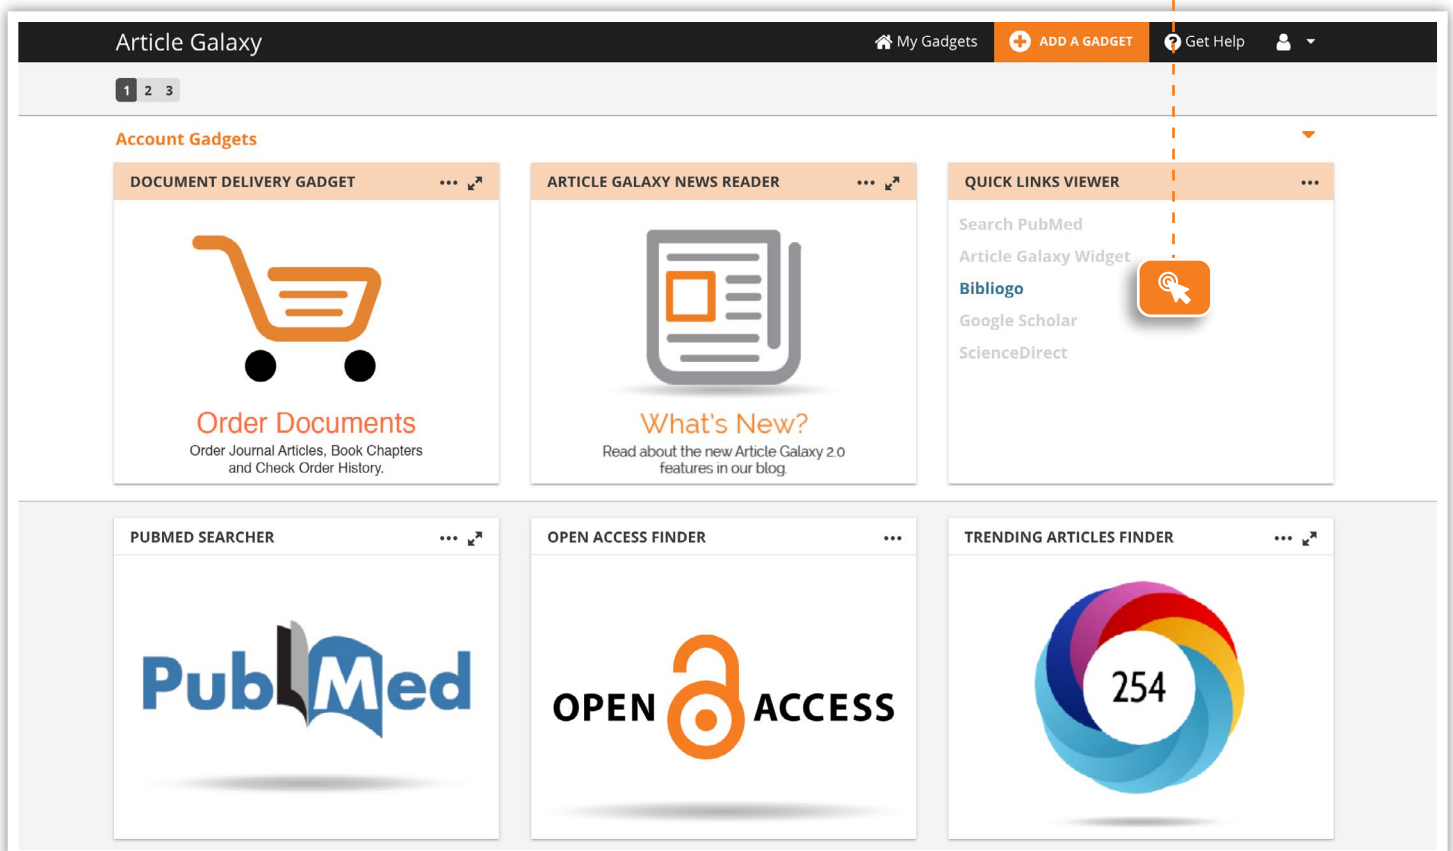 Article Galaxy
My Gadgets
ADD A GADGET
Get Help
1 2 3
Account Gadgets
DOCUMENT DELIVERY GADGET
Order Documents
Order Journal Articles, Book Chapters
and Check Order History.
ARTICLE GALAXY NEWS READER
What's New?
Read about the new Article Galaxy 2.0
features in our blog.
QUICK LINKS VIEWER
Search PubMed
Article Galaxy Widget
Bibliogo
Google Scholar
ScienceDirect
PUBMED SEARCHER
PubMed
OPEN ACCESS FINDER
OPEN ACCESS
TRENDING ARTICLES FINDER
254